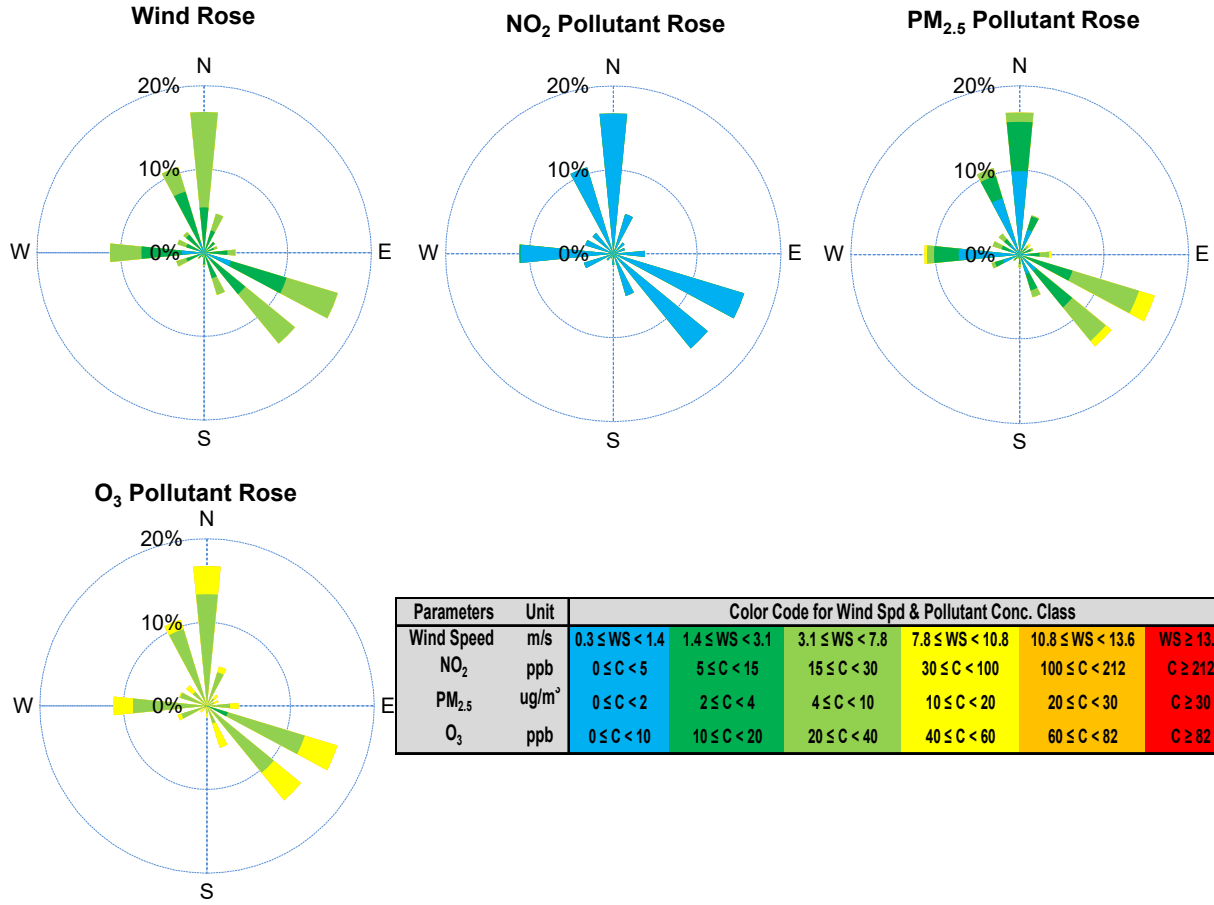 Wind Rose
N
20%
10%
W
0%
E
S
NO2 Pollutant Rose
N
20%
10%
W
0%
E
S
PM2.5 Pollutant Rose
N
20%
10%
W
0%
E
S
O3 Pollutant Rose
N
20%
10%
W
0%
E
S
Parameters Unit Color Code for Wind Spd & Pollutant Conc. Class
Wind Speed m/s 0.3 ≤ WS < 1.4 1.4 ≤ WS < 3.1 3.1 ≤ WS < 7.8 7.8 ≤ WS < 10.8 10.8 ≤ WS < 13.6 WS ≥ 13.
NO2 ppb 0 ≤ C < 5 5 ≤ C < 15 15 ≤ C < 30 30 ≤ C < 100 100 ≤ C < 212 C ≥ 212
PM2.5 ug/m3 0 ≤ C < 2 2 ≤ C < 4 4 ≤ C < 10 10 ≤ C < 20 20 ≤ C < 30 C ≥ 30
O3 ppb 0 ≤ C < 10 10 ≤ C < 20 20 ≤ C < 40 40 ≤ C < 60 60 ≤ C < 82 C ≥ 82